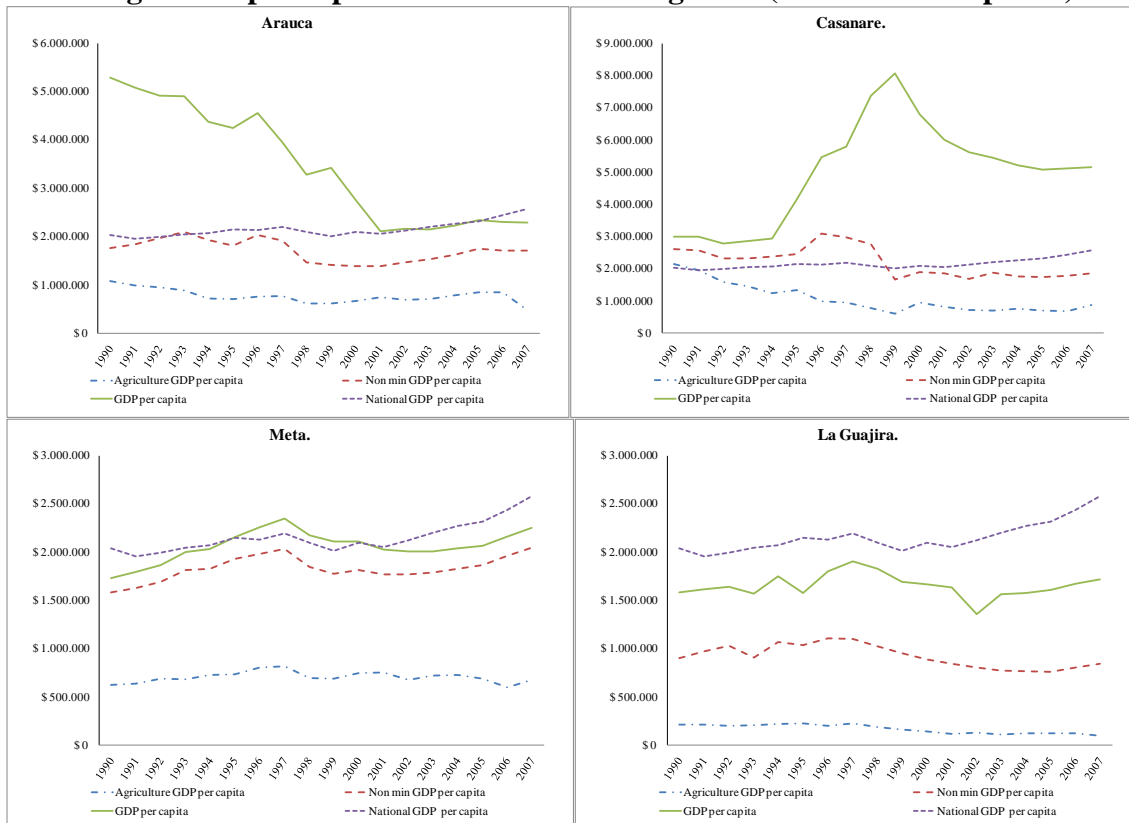 Arauca
$ 6.000.000
$ 5.000.000
$ 4.000.000
$ 3.000.000
$ 2.000.000
$ 1.000.000
$ 0
1990 1991 1992 1993 1994 1995 1996 1997 1998 1999 2000 2001 2002 2003 2004 2005 2006 2007
Agriculture GDP per capita Non min GDP per capita
GDP per capita National GDP per capita
Casanare.
$ 9.000.000
$ 8.000.000
$ 7.000.000
$ 6.000.000
$ 5.000.000
$ 4.000.000
$ 3.000.000
$ 2.000.000
$ 1.000.000
$ 0
1990 1991 1992 1993 1994 1995 1996 1997 1998 1999 2000 2001 2002 2003 2004 2005 2006 2007
Agriculture GDP per capita Non min GDP per capita
GDP per capita National GDP per capita
Meta.
$ 3.000.000
$ 2.500.000
$ 2.000.000
$ 1.500.000
$ 1.000.000
$ 500.000
$ 0
1990 1991 1992 1993 1994 1995 1996 1997 1998 1999 2000 2001 2002 2003 2004 2005 2006 2007
Agriculture GDP per capita Non min GDP per capita
GDP per capita National GDP per capita
La Guajira.
$ 3.000.000
$ 2.500.000
$ 2.000.000
$ 1.500.000
$ 1.000.000
$ 500.000
$ 0
1990 1991 1992 1993 1994 1995 1996 1997 1998 1999 2000 2001 2002 2003 2004 2005 2006 2007
Agriculture GDP per capita Non min GDP per capita
GDP per capita National GDP per capita